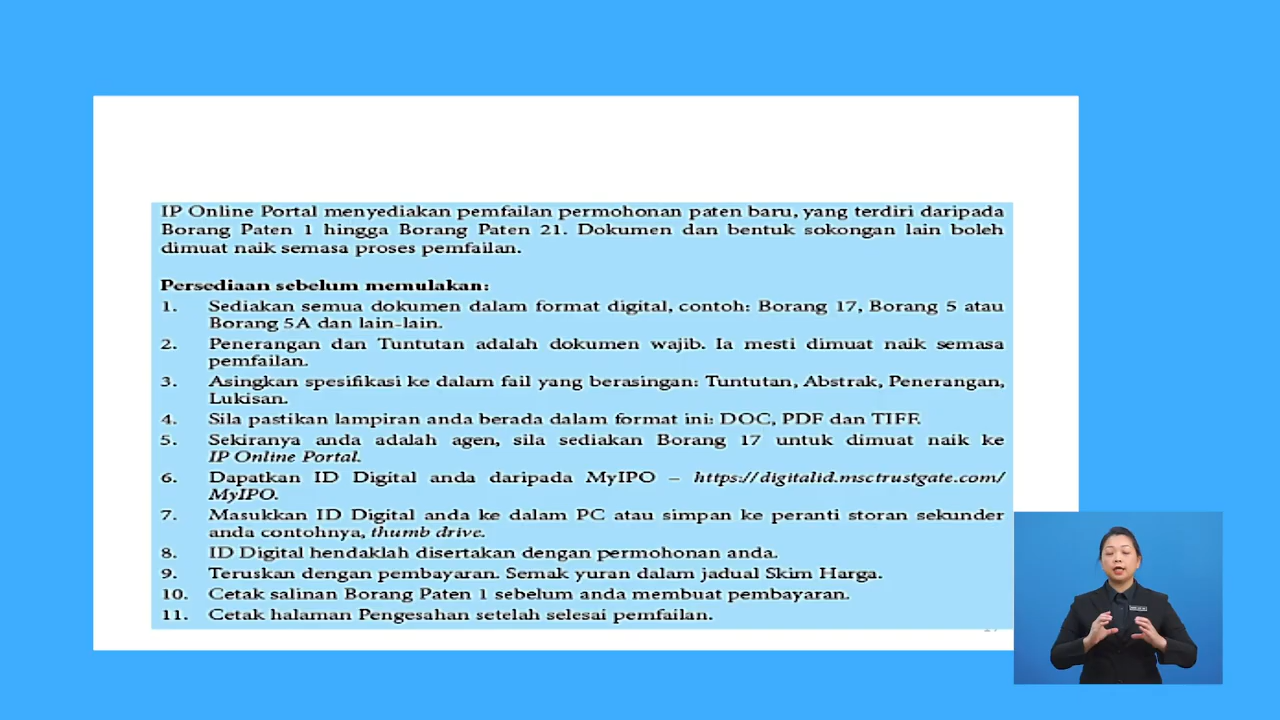 IP Online Portal menyediakan pemfailan permohonan paten baru, yang terdiri daripada
Borang Paten 1 hingga Borang Paten 21. Dokumen dan bentuk sokongan lain boleh
dimuat naik semasa proses pemfailan.
Persediaan sebelum memulakan:
1. Sediakan semua dokumen dalam format digital, contoh: Borang 17, Borang 5 atau
Borang 5A dan lain-lain.
2. Penerangan dan Tuntutan adalah dokumen wajib. Ia mesti dimuat naik semasa
pemfailan.
3. Asingkan spesifikasi ke dalam fail yang berasingan: Tuntutan, Abstrak, Penerangan,
Lukisan.
4. Sila pastikan lampiran anda berada dalam format ini: DOC, PDF dan TIFF.
5. Sekiranya anda adalah agen, sila sediakan Borang 17 untuk dimuat naik ke
IP Online Portal.
6. Dapatkan ID Digital anda daripada MyIPO – https://digitalid.msctrustgate.com/
MyIPO.
7. Masukkan ID Digital anda ke dalam PC atau simpan ke peranti storan sekunder
anda contohnya, thumb drive.
8. ID Digital hendaklah disertakan dengan permohonan anda.
9. Teruskan dengan pembayaran. Semak yuran dalam jadual Skim Harga.
10. Cetak salinan Borang Paten 1 sebelum anda membuat pembayaran.
11. Cetak halaman Pengesahan setelah selesai pemfailan.